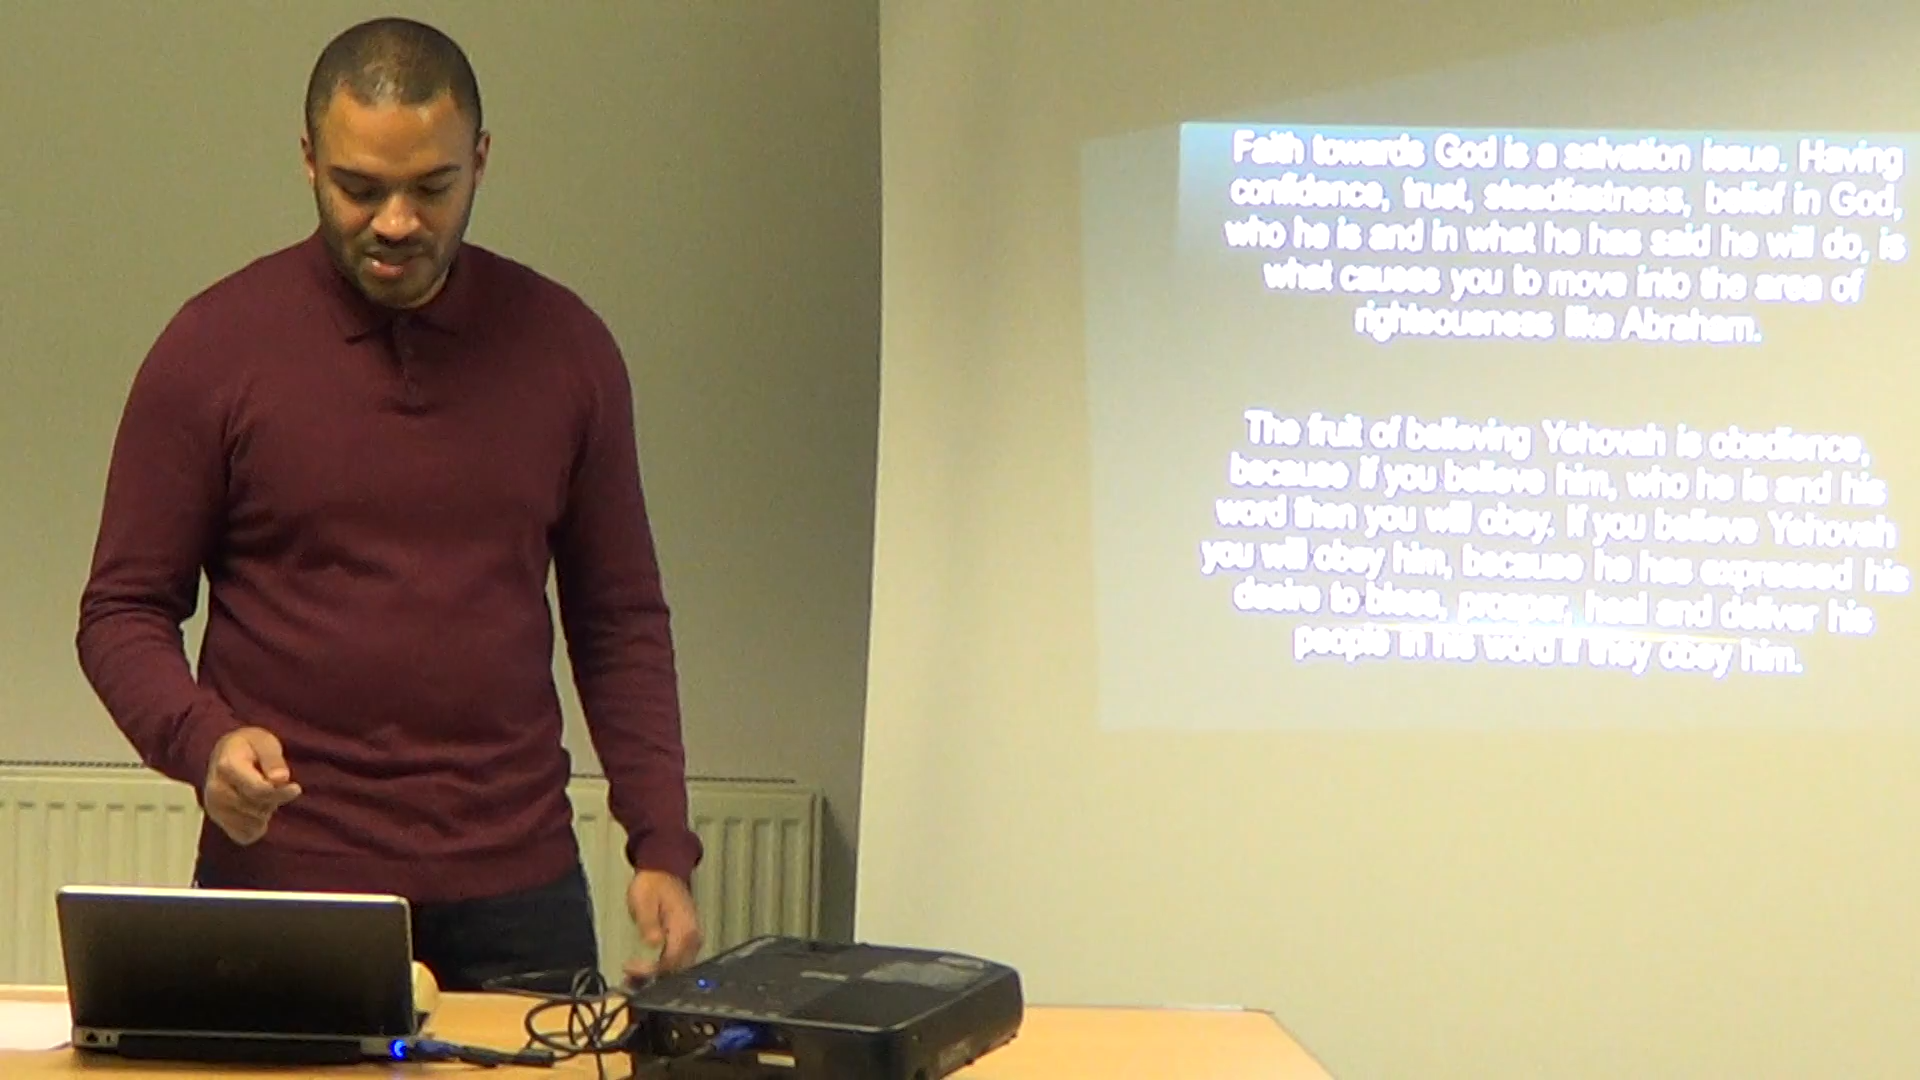 Faith towards God is a salvation issue. Having
confidence, trust, steadfastness, belief in God,
who he is and in what he has said he will do, is
what causes you to move into the area of
righteousness like Abraham.
The fruit of believing Yehovah is obedience,
because if you believe him, who he is and his
word then you will obey. If you believe Yehovah
you will obey him, because he has expressed his
desire to bless, prosper, heal and deliver his
people in his word if they obey him.